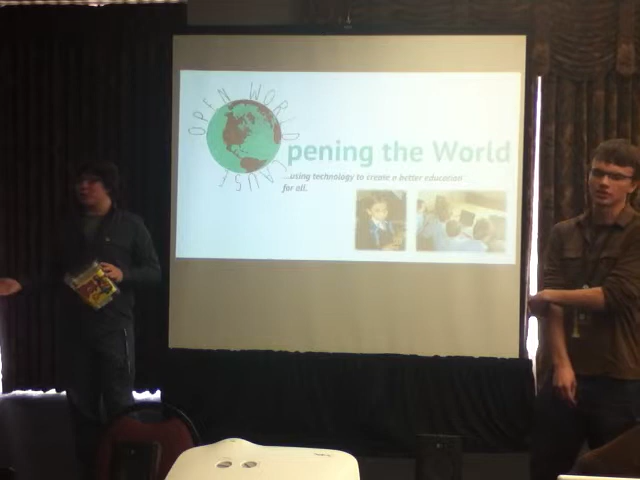 OPEN WORLD
CAUSE
pening the World
...using technology to create a better education
for all.